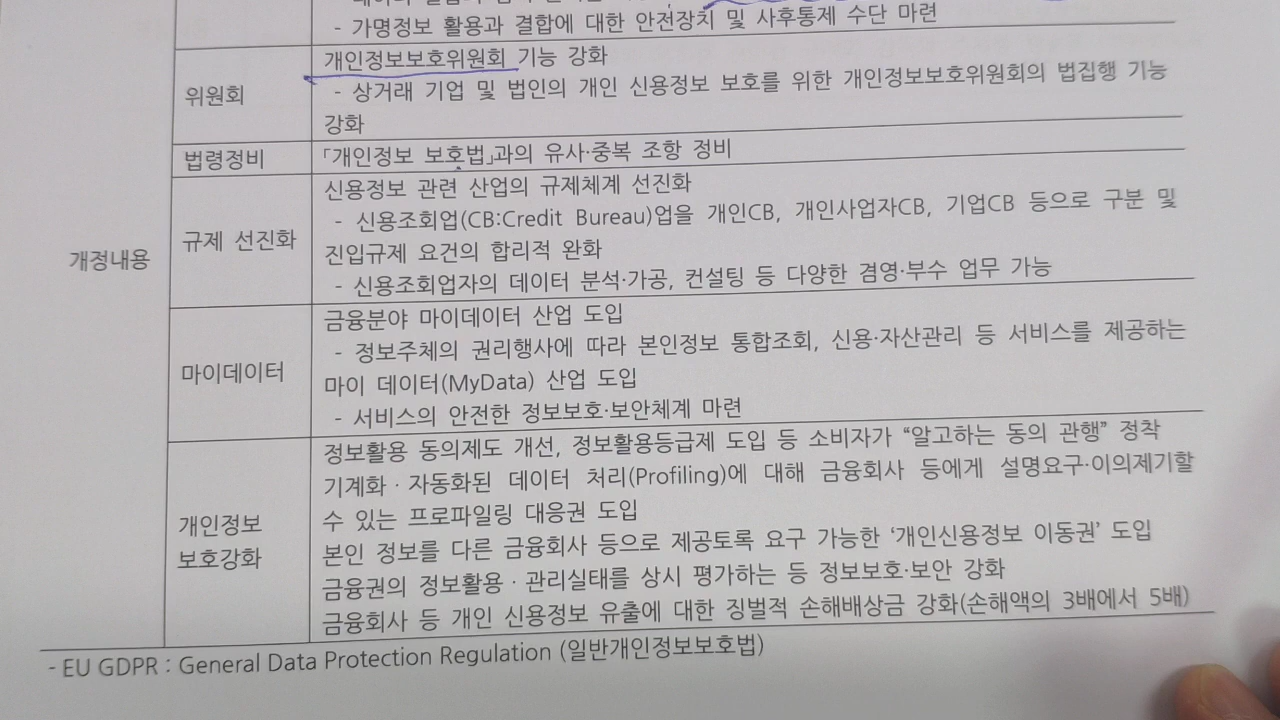 - 가명정보 활용과 결합에 대한 안전장치 및 사후통제 수단 마련
위원회
개인정보보호위원회 기능 강화
- 상거래 기업 및 법인의 개인 신용정보 보호를 위한 개인정보보호위원회의 법집행 기능
강화
법령정비
「개인정보 보호법」과의 유사·중복 조항 정비
개정내용
규제 선진화
신용정보 관련 산업의 규제체계 선진화
- 신용조회업(CB:Credit Bureau)업을 개인CB, 개인사업자CB, 기업CB 등으로 구분 및
진입규제 요건의 합리적 완화
- 신용조회업자의 데이터 분석·가공, 컨설팅 등 다양한 겸영·부수 업무 가능
마이데이터
금융분야 마이데이터 산업 도입
- 정보주체의 권리행사에 따라 본인정보 통합조회, 신용·자산관리 등 서비스를 제공하는
마이 데이터(MyData) 산업 도입
- 서비스의 안전한 정보보호·보안체계 마련
개인정보
보호강화
정보활용 동의제도 개선, 정보활용등급제 도입 등 소비자가 “알고하는 동의 관행” 정착
기계화 · 자동화된 데이터 처리(Profiling)에 대해 금융회사 등에게 설명요구·이의제기할
수 있는 프로파일링 대응권 도입
본인 정보를 다른 금융회사 등으로 제공토록 요구 가능한 ‘개인신용정보 이동권’ 도입
금융권의 정보활용 · 관리실태를 상시 평가하는 등 정보보호·보안 강화
금융회사 등 개인 신용정보 유출에 대한 징벌적 손해배상금 강화(손해액의 3배에서 5배)
- EU GDPR : General Data Protection Regulation (일반개인정보보호법)